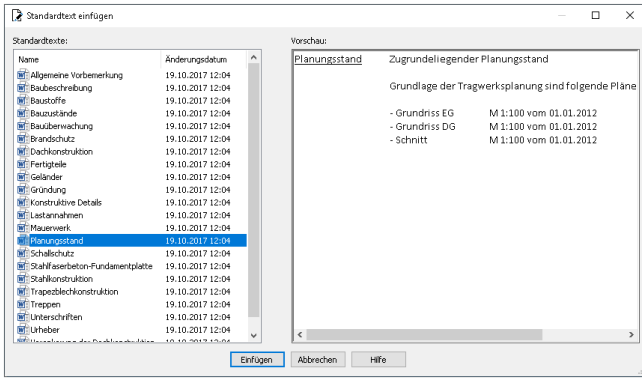 Standardtext einfügen
Standardtexte:
Vorschau:
Name Änderungsdatum
Allgemeine Vorbemerkung 19.10.2017 12:04
Baubeschreibung 19.10.2017 12:04
Baustoffe 19.10.2017 12:04
Bauzustände 19.10.2017 12:04
Bauüberwachung 19.10.2017 12:04
Brandschutz 19.10.2017 12:04
Dachkonstruktion 19.10.2017 12:04
Fertigteile 19.10.2017 12:04
Geländer 19.10.2017 12:04
Gründung 19.10.2017 12:04
Konstruktive Details 19.10.2017 12:04
Lastannahmen 19.10.2017 12:04
Mauerwerk 19.10.2017 12:04
Planungsstand 19.10.2017 12:04
Schallschutz 19.10.2017 12:04
Stahlfaserbeton-Fundamentplatte 19.10.2017 12:04
Stahlkonstruktion 19.10.2017 12:04
Trapezblechkonstruktion 19.10.2017 12:04
Treppen 19.10.2017 12:04
Unterschriften 19.10.2017 12:04
Urheber 19.10.2017 12:04
Verankerung der Dachkonstruktion 19.10.2017 12:04
Planungsstand Zugrundeliegender Planungsstand
Grundlage der Tragwerksplanung sind folgende Pläne
- Grundriss EG M 1:100 vom 01.01.2012
- Grundriss DG M 1:100 vom 01.01.2012
- Schnitt M 1:100 vom 01.01.2012
Einfügen Abbrechen Hilfe